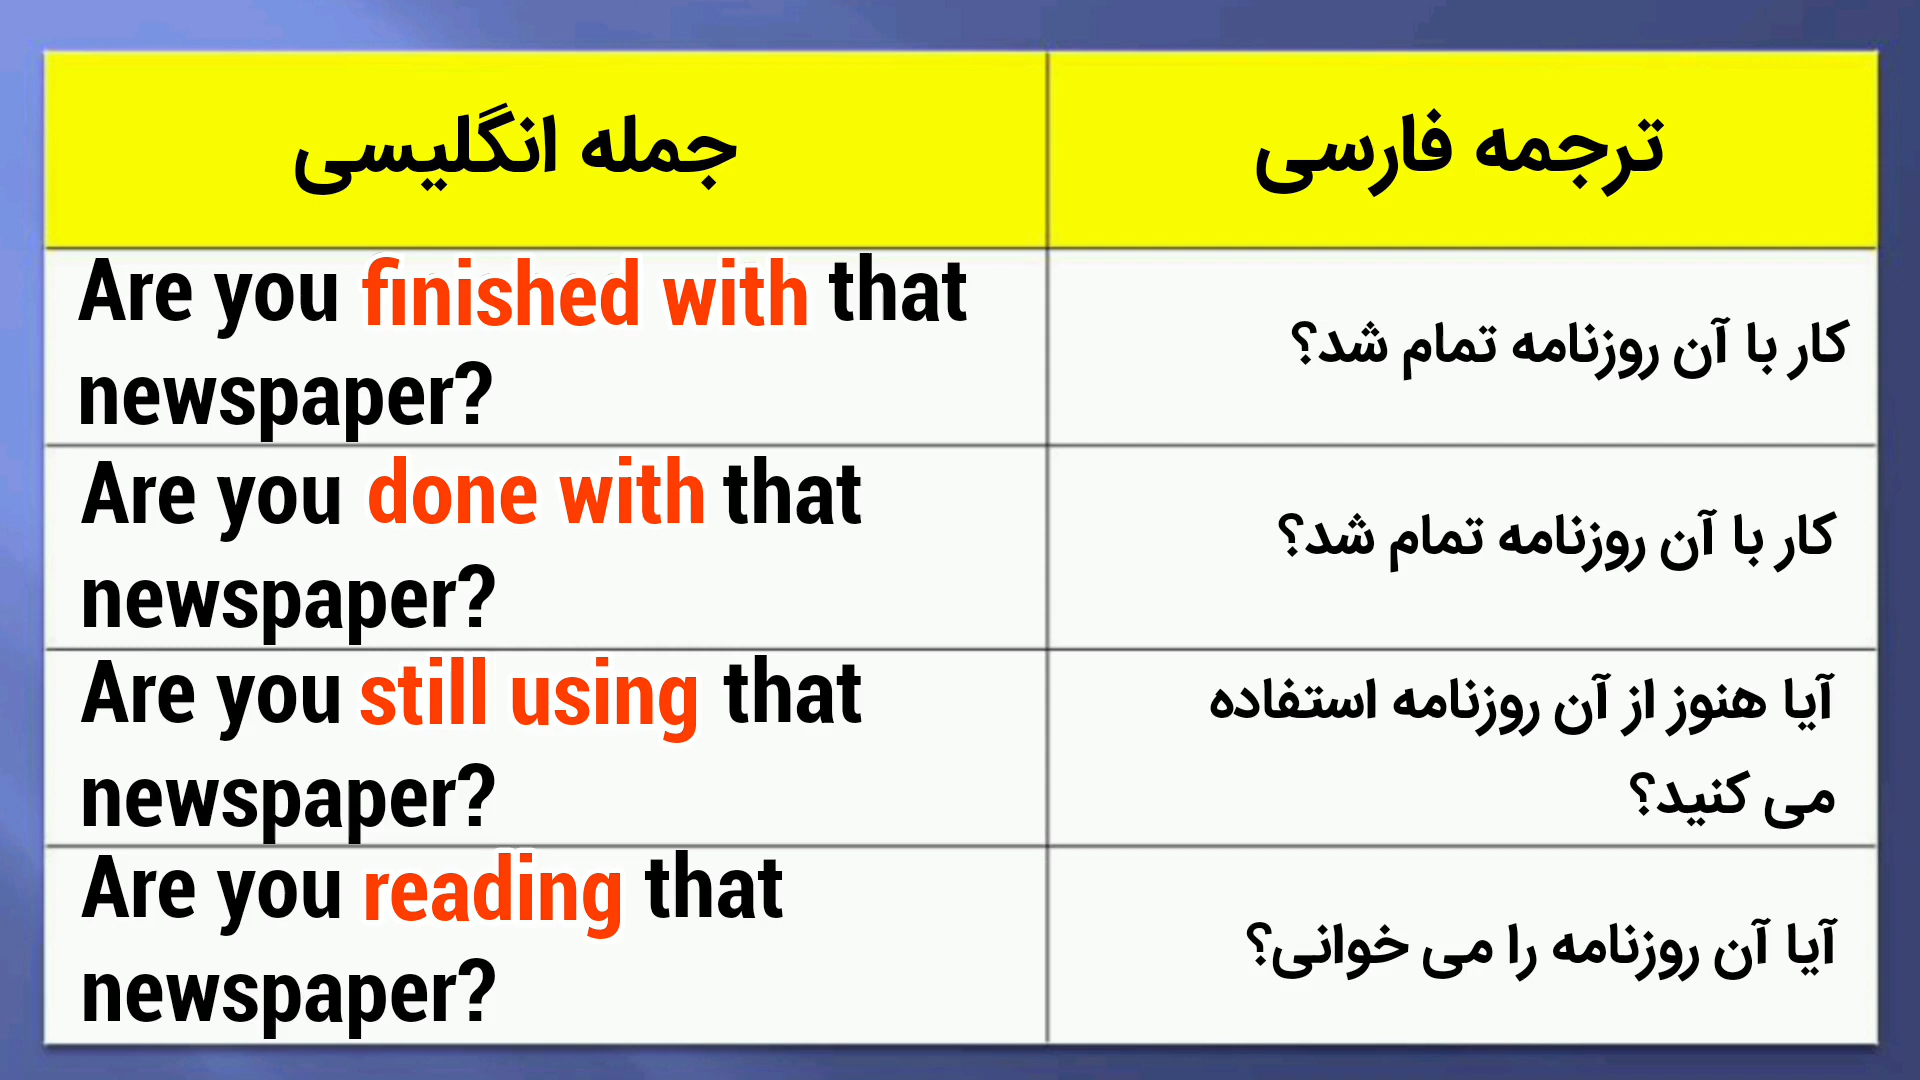 جمله انگلیسی
ترجمه فارسی
Are you finished with that
newspaper?
کار با آن روزنامه تمام شد؟
Are you done with that
newspaper?
کار با آن روزنامه تمام شد؟
Are you still using that
newspaper?
آیا هنوز از آن روزنامه استفاده
می کنید؟
Are you reading that
newspaper?
آیا آن روزنامه را می خوانی؟